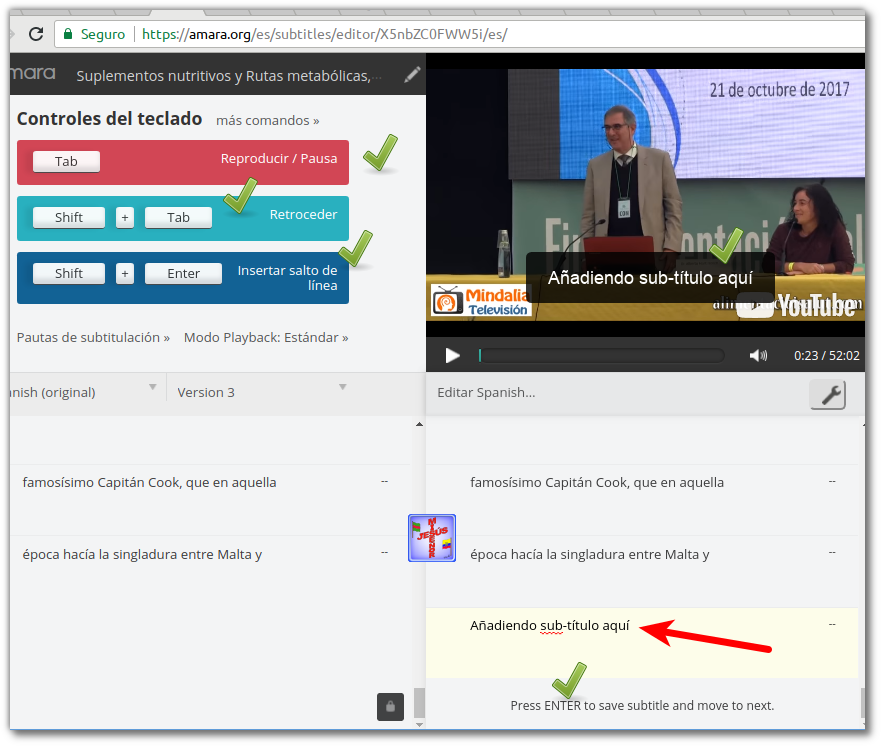 Seguro
https://amara.org/es/subtitles/editor/X5nbZC0FWW5i/es/
mara
Suplementos nutritivos y Rutas metabólicas,...
Controles del teclado más comandos »
Tab Reproducir / Pausa
Shift + Tab Retroceder
Shift + Enter Insertar salto de
línea
Pautas de subtitulación » Modo Playback: Estándar »
21 de octubre de 2017
CON
Añadiendo sub-título aquí
Mindalia
Televisión
YouTube
0:23 / 52:02
nish (original) Version 3
Editar Spanish...
famosísimo Capitán Cook, que en aquella --
época hacía la singladura entre Malta y --
famosísimo Capitán Cook, que en aquella --
época hacía la singladura entre Malta y --
JESÚS
Añadiendo sub-título aquí --
Press ENTER to save subtitle and move to next.